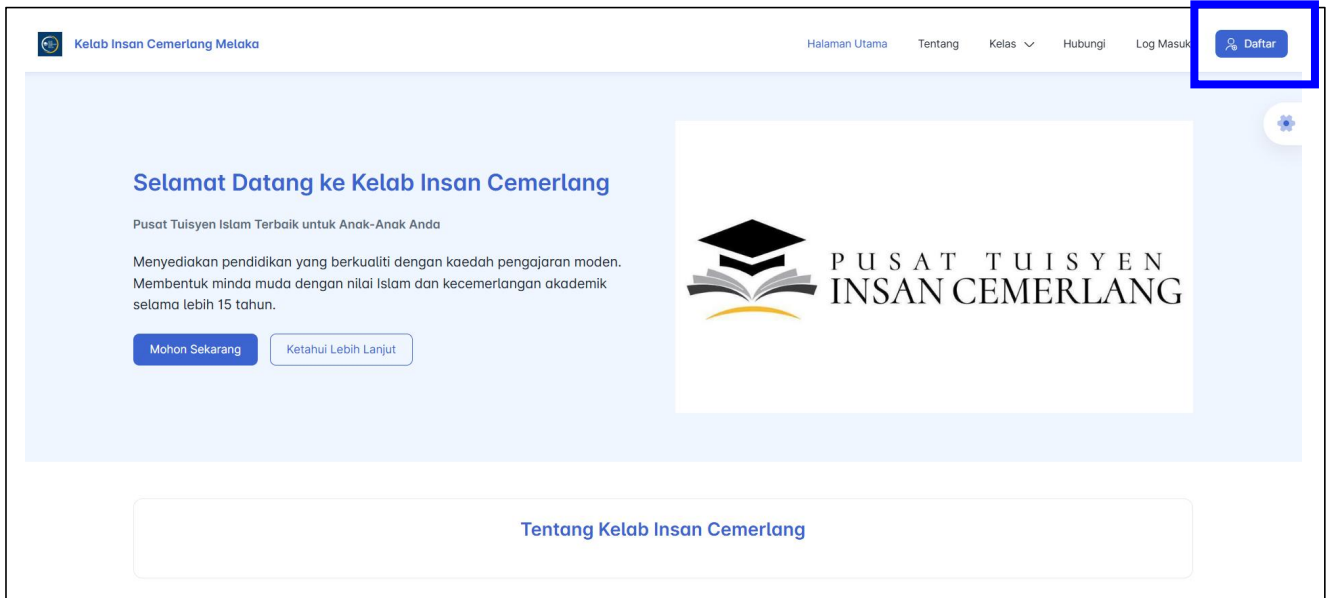 Kelab Insan Cemerlang Melaka
Halaman Utama
Tentang
Kelas
Hubungi
Log Masuk
Daftar
Selamat Datang ke Kelab Insan Cemerlang
Pusat Tuisyen Islam Terbaik untuk Anak-Anak Anda
Menyediakan pendidikan yang berkualiti dengan kaedah pengajaran moden.
Membentuk minda muda dengan nilai Islam dan kecemerlangan akademik
selama lebih 15 tahun.
Mohon Sekarang
Ketahui Lebih Lanjut
PUSAT TUISYEN
INSAN CEMERLANG
Tentang Kelab Insan Cemerlang